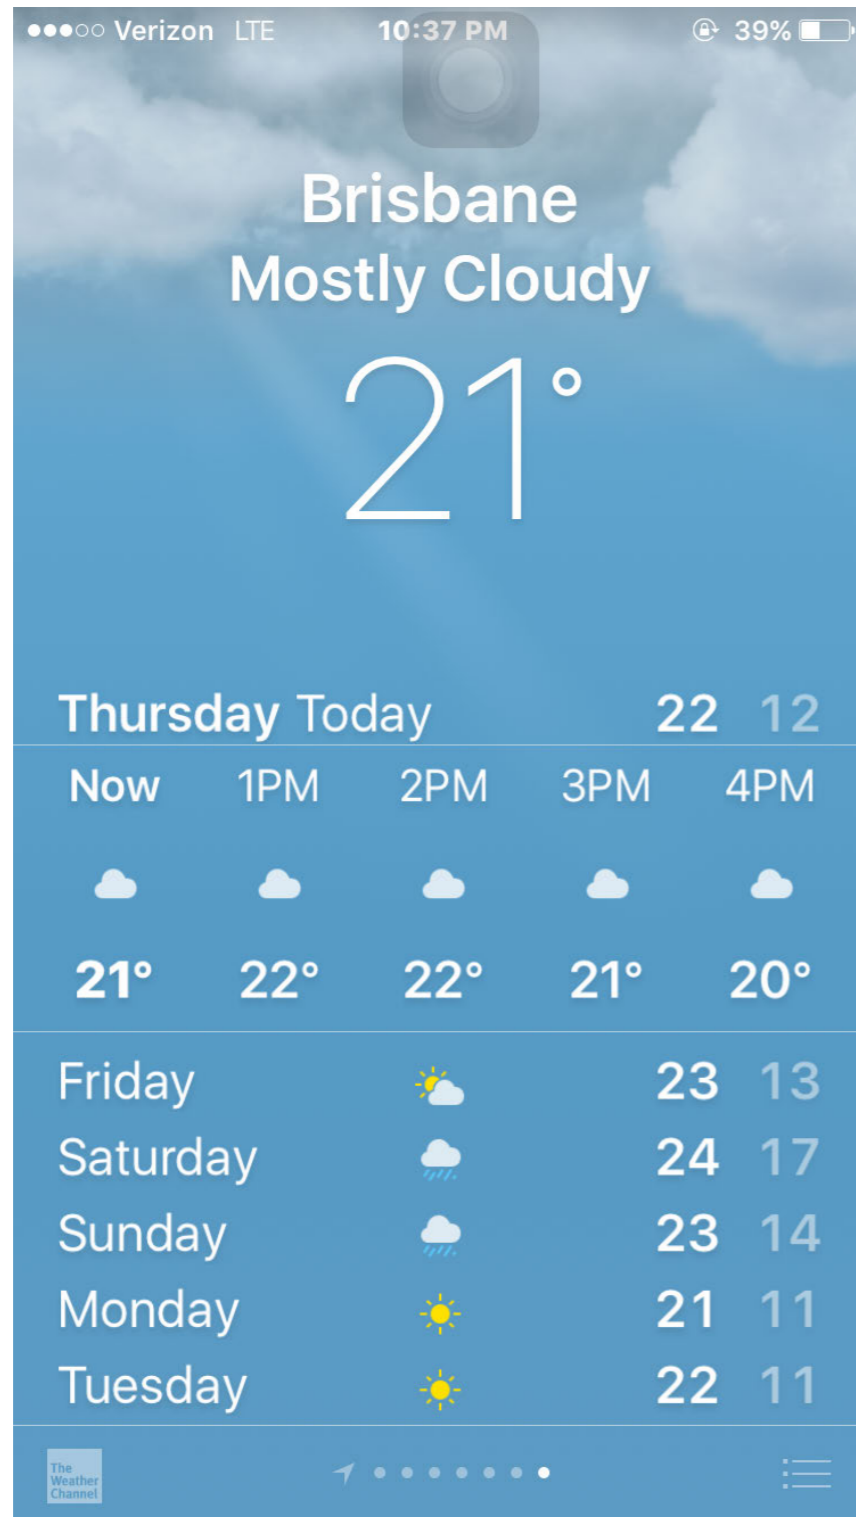 Verizon LTE 10:37 PM 39%
Brisbane
Mostly Cloudy
21°
Thursday Today 22 12
Now 1PM 2PM 3PM 4PM
21° 22° 22° 21° 20°
Friday 23 13
Saturday 24 17
Sunday 23 14
Monday 21 11
Tuesday 22 11
The
Weather
Channel